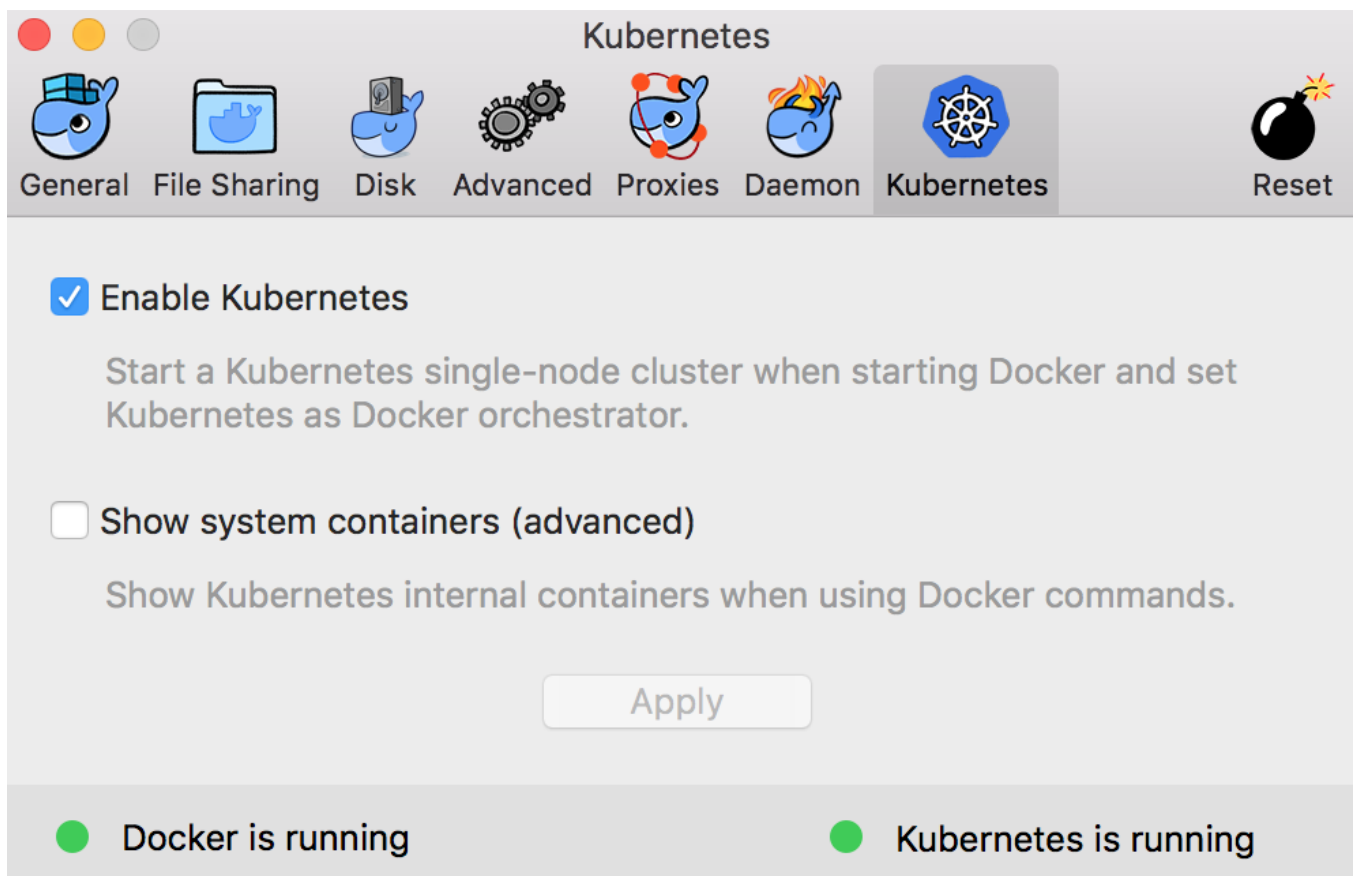 Kubernetes
General File Sharing Disk Advanced Proxies Daemon Kubernetes Reset
Enable Kubernetes
Start a Kubernetes single-node cluster when starting Docker and set
Kubernetes as Docker orchestrator.
Show system containers (advanced)
Show Kubernetes internal containers when using Docker commands.
Apply
Docker is running Kubernetes is running